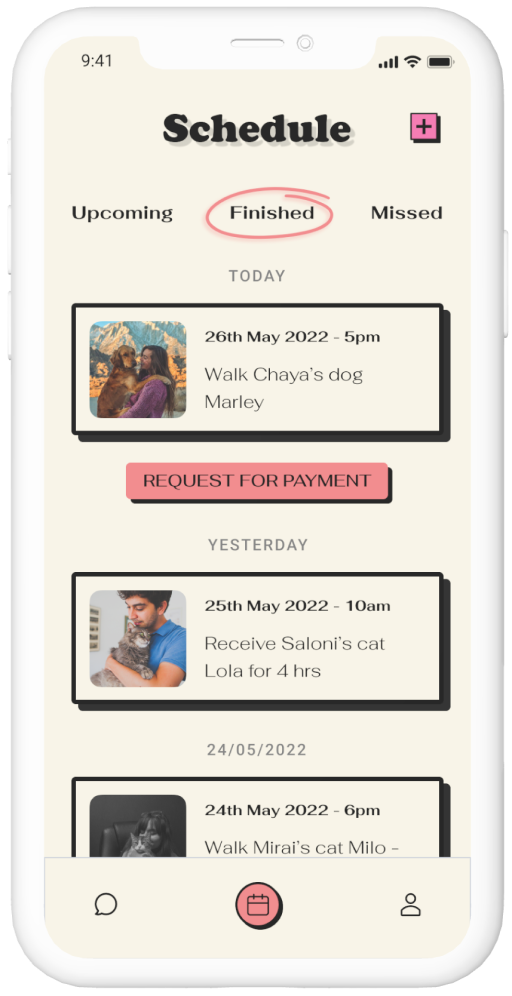 9:41
Schedule
Upcoming Finished Missed
TODAY
26th May 2022 - 5pm
Walk Chaya's dog
Marley
REQUEST FOR PAYMENT
YESTERDAY
25th May 2022 - 10am
Receive Saloni's cat
Lola for 4 hrs
24/05/2022
24th May 2022 - 6pm
Walk Mirai's cat Milo -